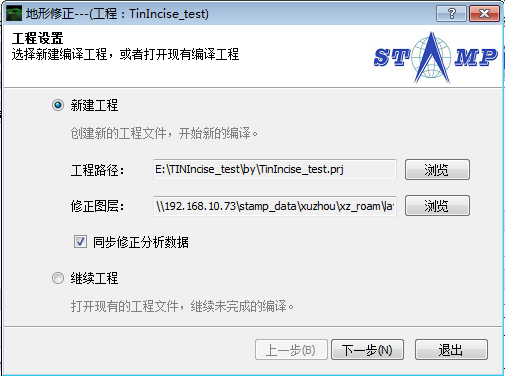 地形修正---(工程：TinIncise_test)
工程设置
选择新建编译工程，或者打开现有编译工程
STAMP
新建工程
创建新的工程文件，开始新的编译。
工程路径： E:\TINIncise_test\by\TinIncise_test.prj 浏览
修正图层： \\192.168.10.73\stamp_data\xuzhou\xz_roam\la 浏览
同步修正分析数据
继续工程
打开现有的工程文件，继续未完成的编译。
上一步(B) 下一步(N) 退出